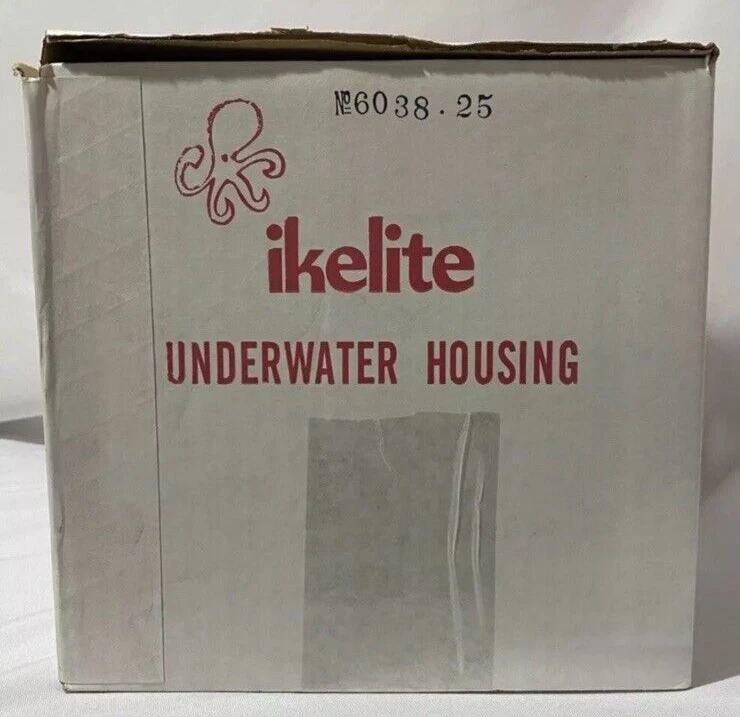 №6038.25
ikelite
UNDERWATER HOUSING